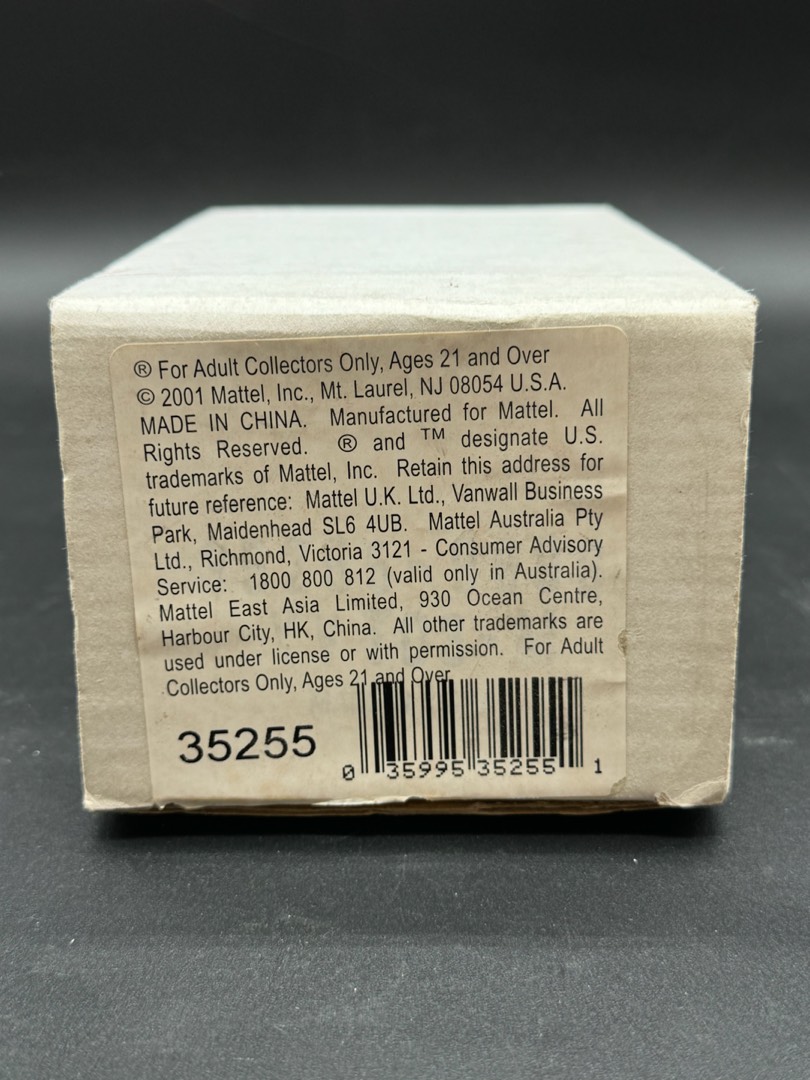 ® For Adult Collectors Only, Ages 21 and Over
© 2001 Mattel, Inc., Mt. Laurel, NJ 08054 U.S.A.
MADE IN CHINA. Manufactured for Mattel. All
Rights Reserved. ® and ™ designate U.S.
trademarks of Mattel, Inc. Retain this address for
future reference: Mattel U.K. Ltd., Vanwall Business
Park, Maidenhead SL6 4UB. Mattel Australia Pty
Ltd., Richmond, Victoria 3121 - Consumer Advisory
Service: 1800 800 812 (valid only in Australia).
Mattel East Asia Limited, 930 Ocean Centre,
Harbour City, HK, China. All other trademarks are
used under license or with permission. For Adult
Collectors Only, Ages 21 and Over
35255
0 35995 35255 1